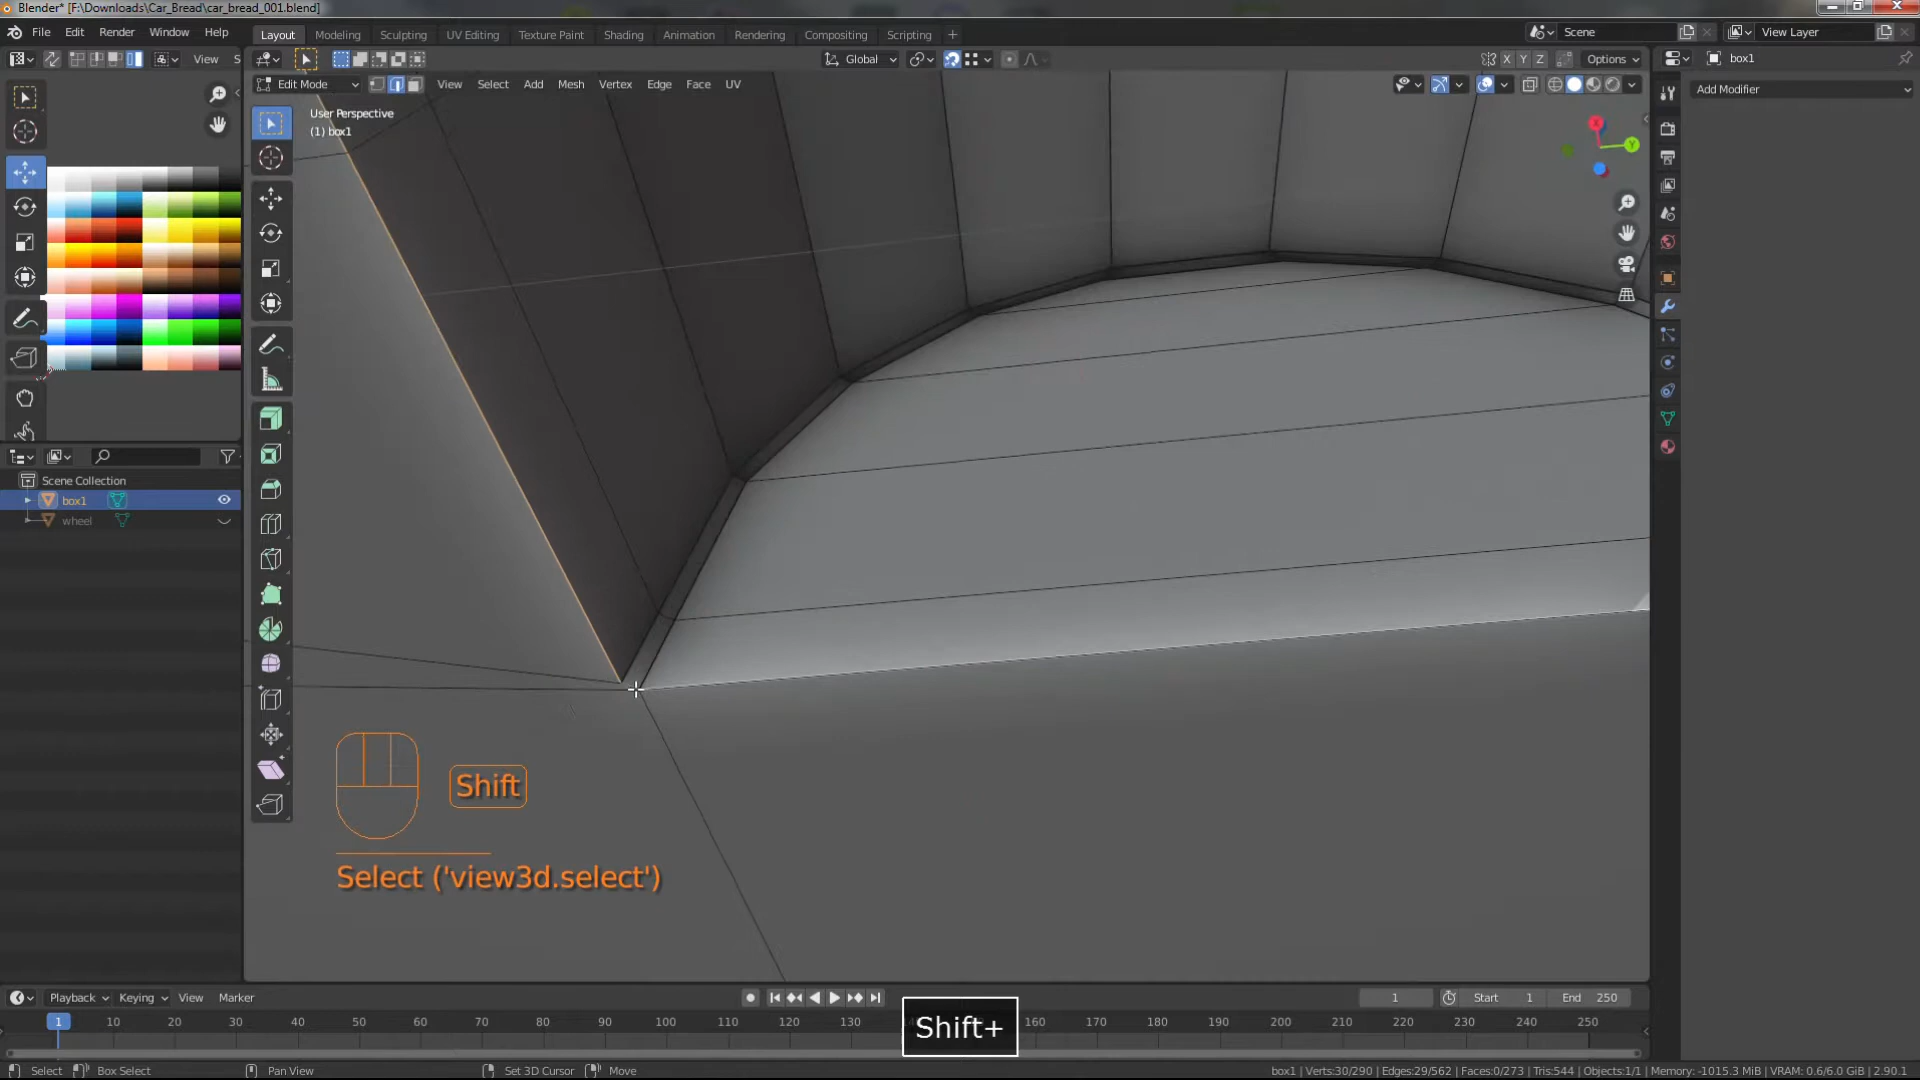 Blender* [F:\Downloads\Car_Bread\car_bread_001.blend]
File Edit Render Window Help
Layout Modeling Sculpting UV Editing Texture Paint Shading Animation Rendering Compositing Scripting +
Scene
View Layer
View S
Global
X Y Z
Options
box1
Edit Mode
View Select Add Mesh Vertex Edge Face UV
Add Modifier
User Perspective
(1) box1
X
Y
Scene Collection
box1
wheel
Shift
Select ('view3d.select')
Playback Keying View Marker
1
Start 1
End 250
1 10 20 30 40 50 60 70 80 90 100 110 120 130 160 170 180 190 200 210 220 230 240 250
Shift+
Select Box Select Pan View Set 3D Cursor Move
box1 | Verts:30/290 | Edges:29/562 | Faces:0/273 | Tris:544 | Objects:1/1 | Memory: -1015.3 MiB | VRAM: 0.6/6.0 GiB | 2.90.1